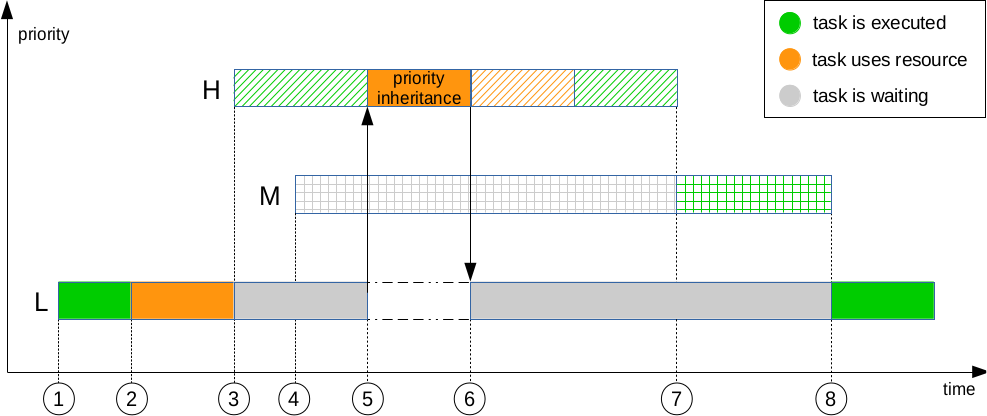 priority
task is executed
task uses resource
task is waiting
H
priority
inheritance
M
L
1 2 3 4 5 6 7 8
time